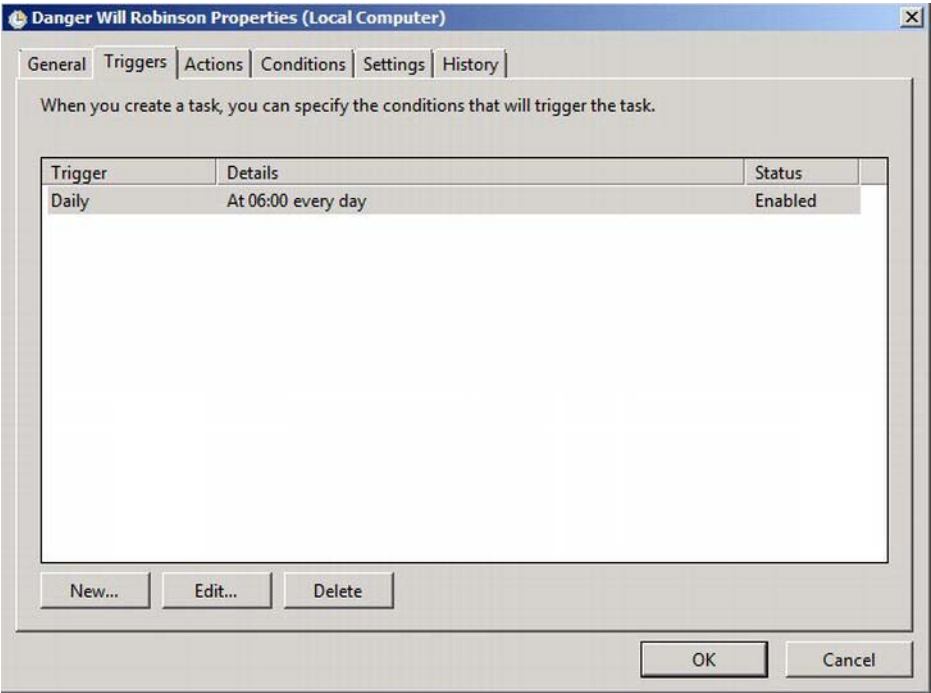 Danger Will Robinson Properties (Local Computer)
General Triggers Actions Conditions Settings History
When you create a task, you can specify the conditions that will trigger the task.
Trigger Details Status
Daily At 06:00 every day Enabled
New... Edit... Delete
OK Cancel